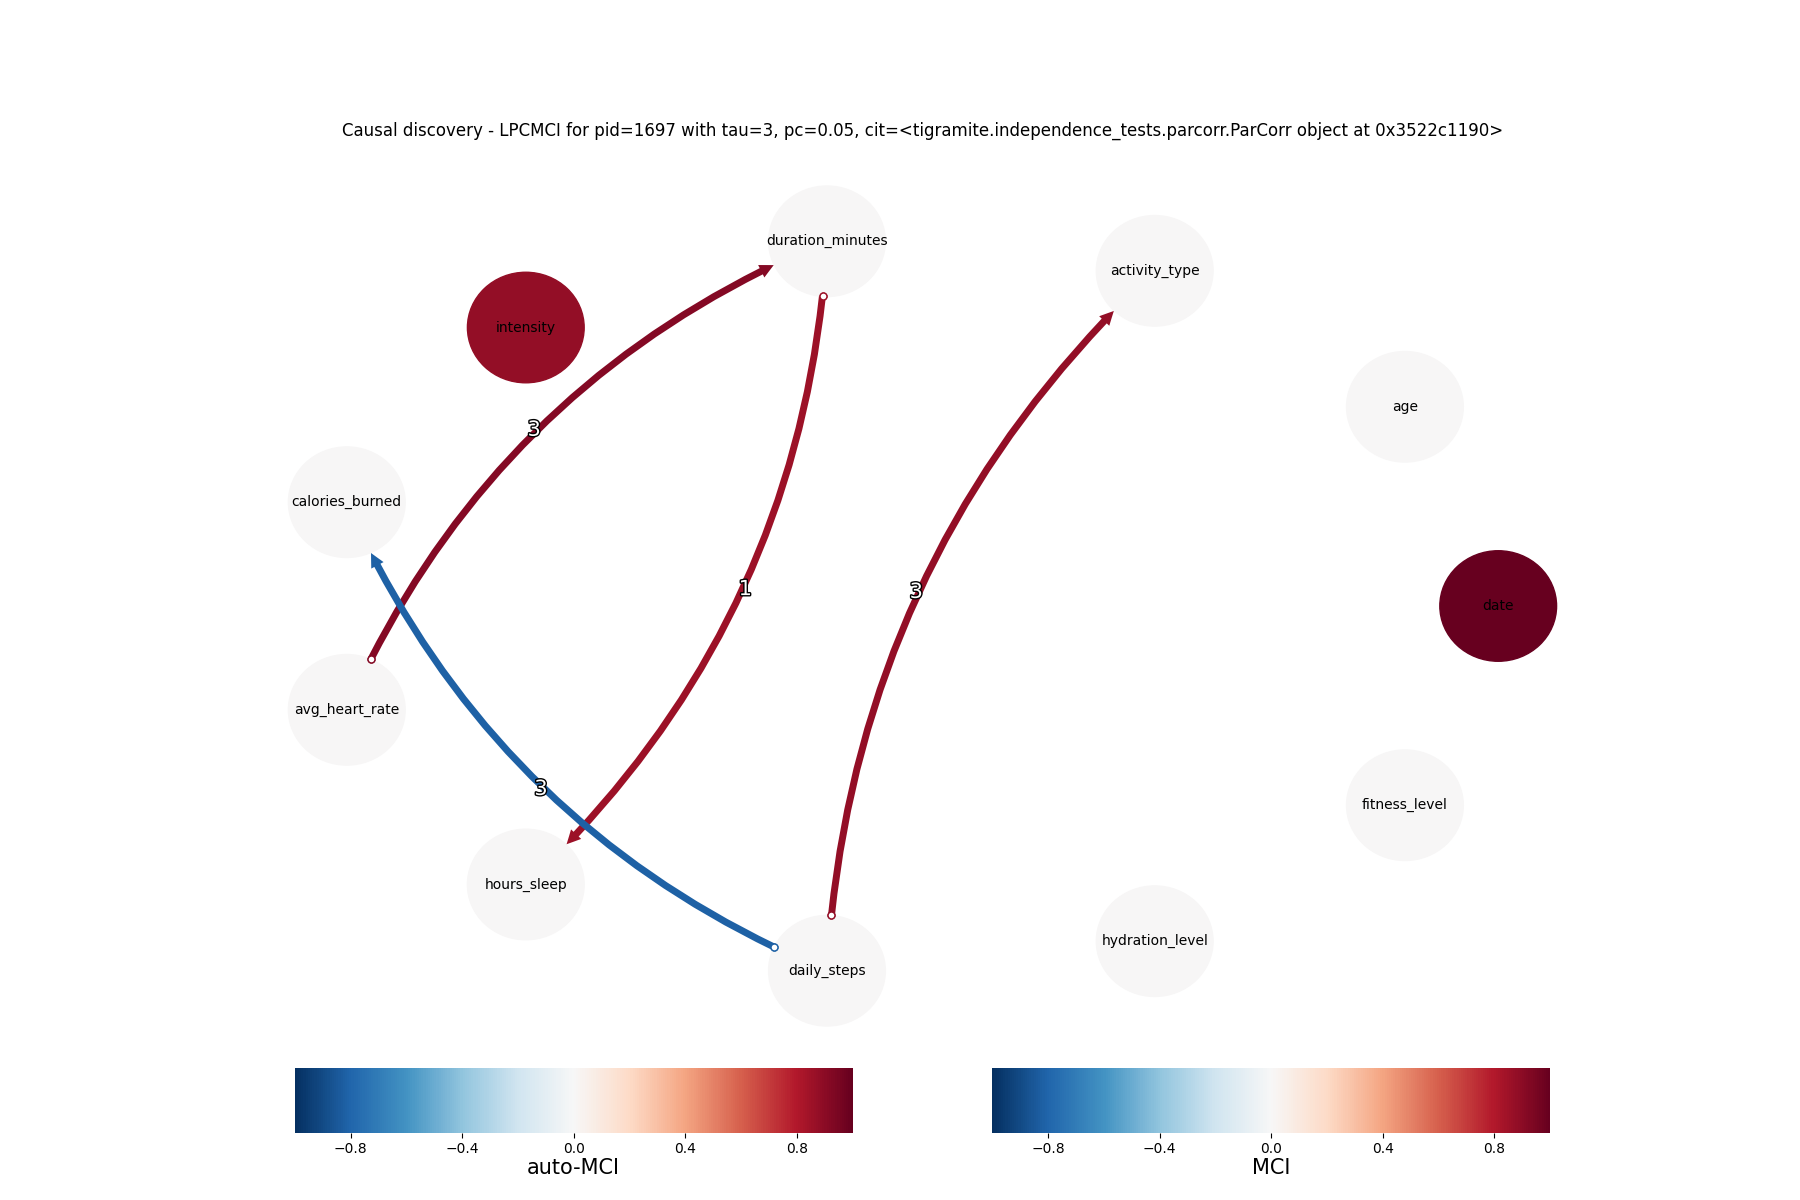 Causal discovery - LPCMCI for pid=1697 with tau=3, pc=0.05, cit=<tigramite.independence_tests.parcorr.ParCorr object at 0x3522c1190>
duration_minutes
activity_type
intensity
age
3
calories_burned
1
3
date
avg_heart_rate
3
fitness_level
hours_sleep
hydration_level
daily_steps
−0.8 −0.4 0.0 0.4 0.8
auto-MCI
−0.8 −0.4 0.0 0.4 0.8
MCI